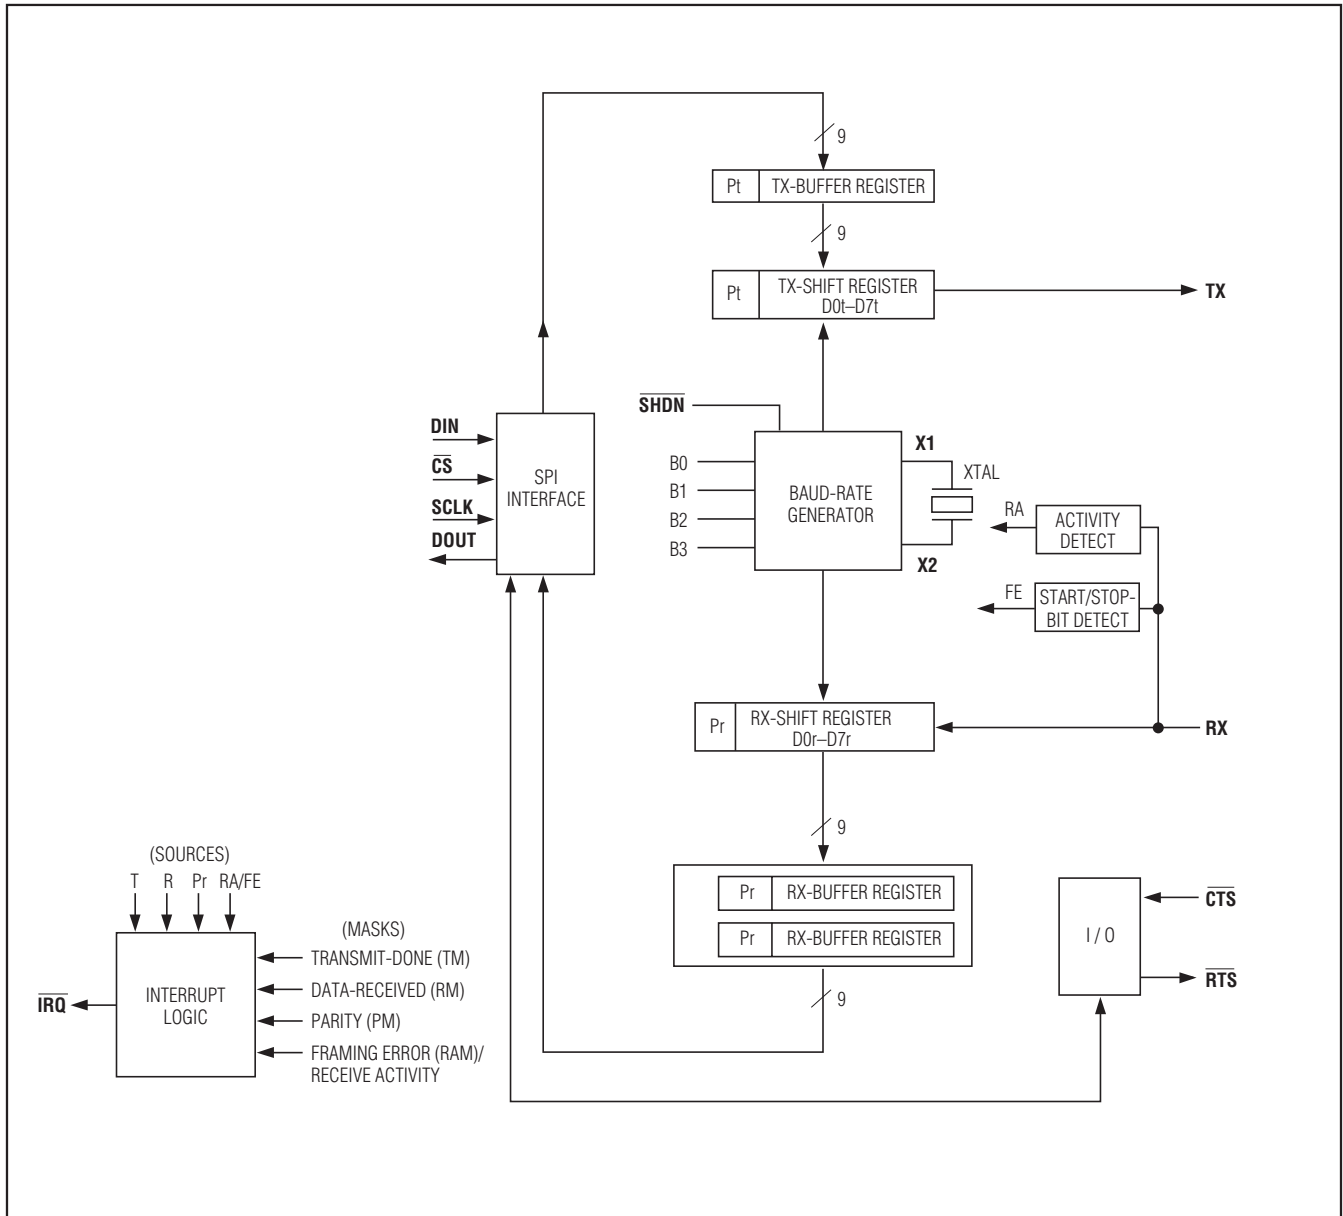 9
Pt TX-BUFFER REGISTER
9
Pt TX-SHIFT REGISTER
D0t–D7t
TX
SHDN
DIN
CS
SCLK
DOUT
SPI
INTERFACE
B0
B1
B2
B3
BAUD-RATE
GENERATOR
X1
XTAL
X2
RA
ACTIVITY
DETECT
FE
START/STOP-
BIT DETECT
Pr RX-SHIFT REGISTER
D0r–D7r
RX
9
Pr RX-BUFFER REGISTER
Pr RX-BUFFER REGISTER
9
I / O
CTS
RTS
(SOURCES)
T R Pr RA/FE
(MASKS)
TRANSMIT-DONE (TM)
DATA-RECEIVED (RM)
PARITY (PM)
FRAMING ERROR (RAM)/
RECEIVE ACTIVITY
INTERRUPT
LOGIC
IRQ